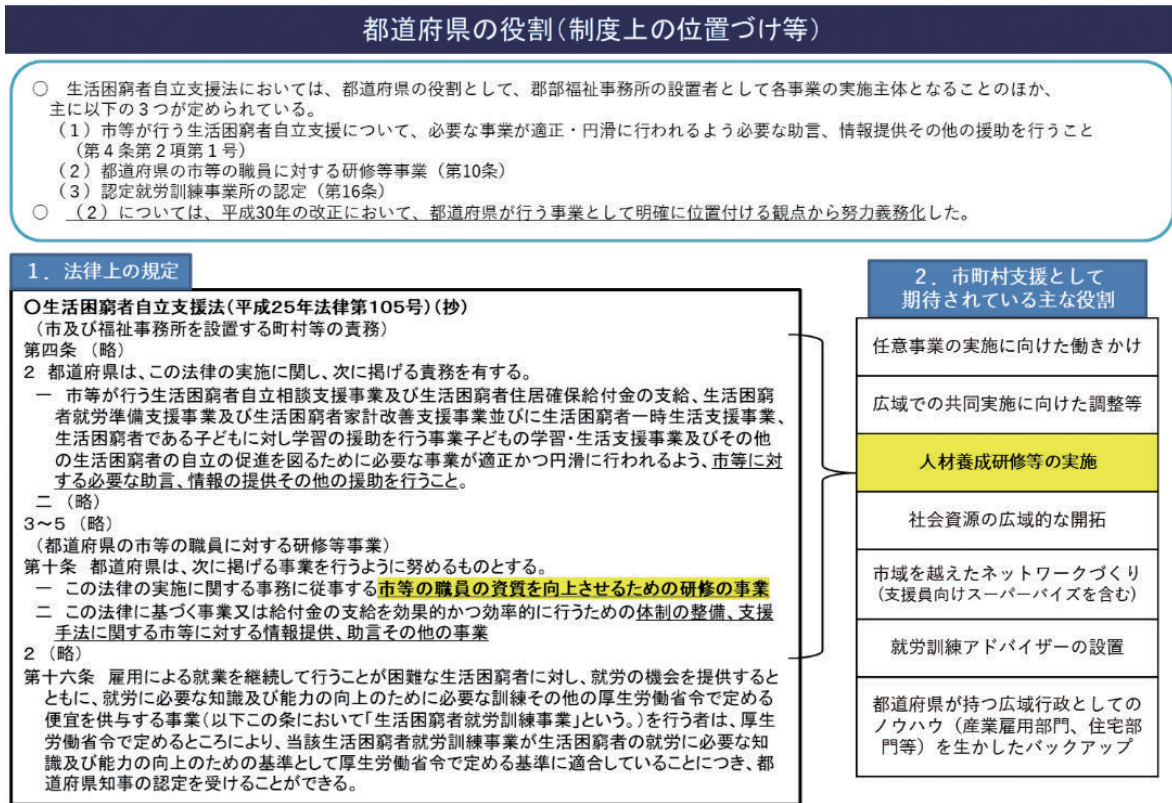 都道府県の役割(制度上の位置づけ等)
○ 生活困窮者自立支援法においては、都道府県の役割として、郡部福祉事務所の設置者として各事業の実施主体となることのほか、
主に以下の3つが定められている。
(1)市等が行う生活困窮者自立支援について、必要な事業が適正・円滑に行われるよう必要な助言、情報提供その他の援助を行うこと
(第4条第2項第1号)
(2)都道府県の市等の職員に対する研修等事業(第10条)
(3)認定就労訓練事業所の認定(第16条)
○ (2)については、平成30年の改正において、都道府県が行う事業として明確に位置付ける観点から努力義務化した。
1.法律上の規定
○生活困窮者自立支援法(平成25年法律第105号)(抄)
(市及び福祉事務所を設置する町村等の責務)
第四条 (略)
2 都道府県は、この法律の実施に関し、次に掲げる責務を有する。
一 市等が行う生活困窮者自立相談支援事業及び生活困窮者住居確保給付金の支給、生活困窮
者就労準備支援事業及び生活困窮者家計改善支援事業並びに生活困窮者一時生活支援事業、
生活困窮者である子どもに対し学習の援助を行う事業子どもの学習・生活支援事業及びその他
の生活困窮者の自立の促進を図るために必要な事業が適正かつ円滑に行われるよう、市等に対
する必要な助言、情報の提供その他の援助を行うこと。
二 (略)
3~5 (略)
(都道府県の市等の職員に対する研修等事業)
第十条 都道府県は、次に掲げる事業を行うように努めるものとする。
一 この法律の実施に関する事務に従事する市等の職員の資質を向上させるための研修の事業
二 この法律に基づく事業又は給付金の支給を効果的かつ効率的に行うための体制の整備、支援
手法に関する市等に対する情報提供、助言その他の事業
2 (略)
第十六条 雇用による就業を継続して行うことが困難な生活困窮者に対し、就労の機会を提供すると
ともに、就労に必要な知識及び能力の向上のために必要な訓練その他の厚生労働省令で定める
便宜を供与する事業(以下この条において「生活困窮者就労訓練事業」という。)を行う者は、厚生
労働省令で定めるところにより、当該生活困窮者就労訓練事業が生活困窮者の就労に必要な知
識及び能力の向上のための基準として厚生労働省令で定める基準に適合していることにつき、都
道府県知事の認定を受けることができる。
2.市町村支援として
期待されている主な役割
任意事業の実施に向けた働きかけ
広域での共同実施に向けた調整等
人材養成研修等の実施
社会資源の広域的な開拓
市域を越えたネットワークづくり
(支援員向けスーパーバイズを含む)
就労訓練アドバイザーの設置
都道府県が持つ広域行政としての
ノウハウ(産業雇用部門、住宅部
門等)を生かしたバックアップ